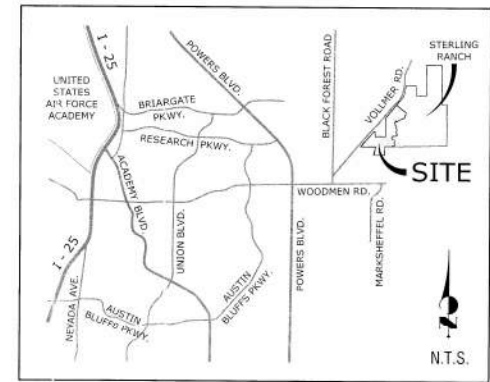 I - 25
UNITED
STATES
AIR FORCE
ACADEMY
POWERS BLVD.
BLACK FOREST ROAD
STERLING
RANCH
VOLLMER RD.
BRIARGATE
PKWY.
RESEARCH PKWY.
SITE
WOODMEN RD.
ACADEMY BLVD.
UNION BLVD.
POWERS BLVD.
MARKSHEFFEL RD.
I - 25
AUSTIN
BLUFFS PKWY.
NEVADA AVE.
AUSTIN
BLUFFS PKWY.
N.T.S.